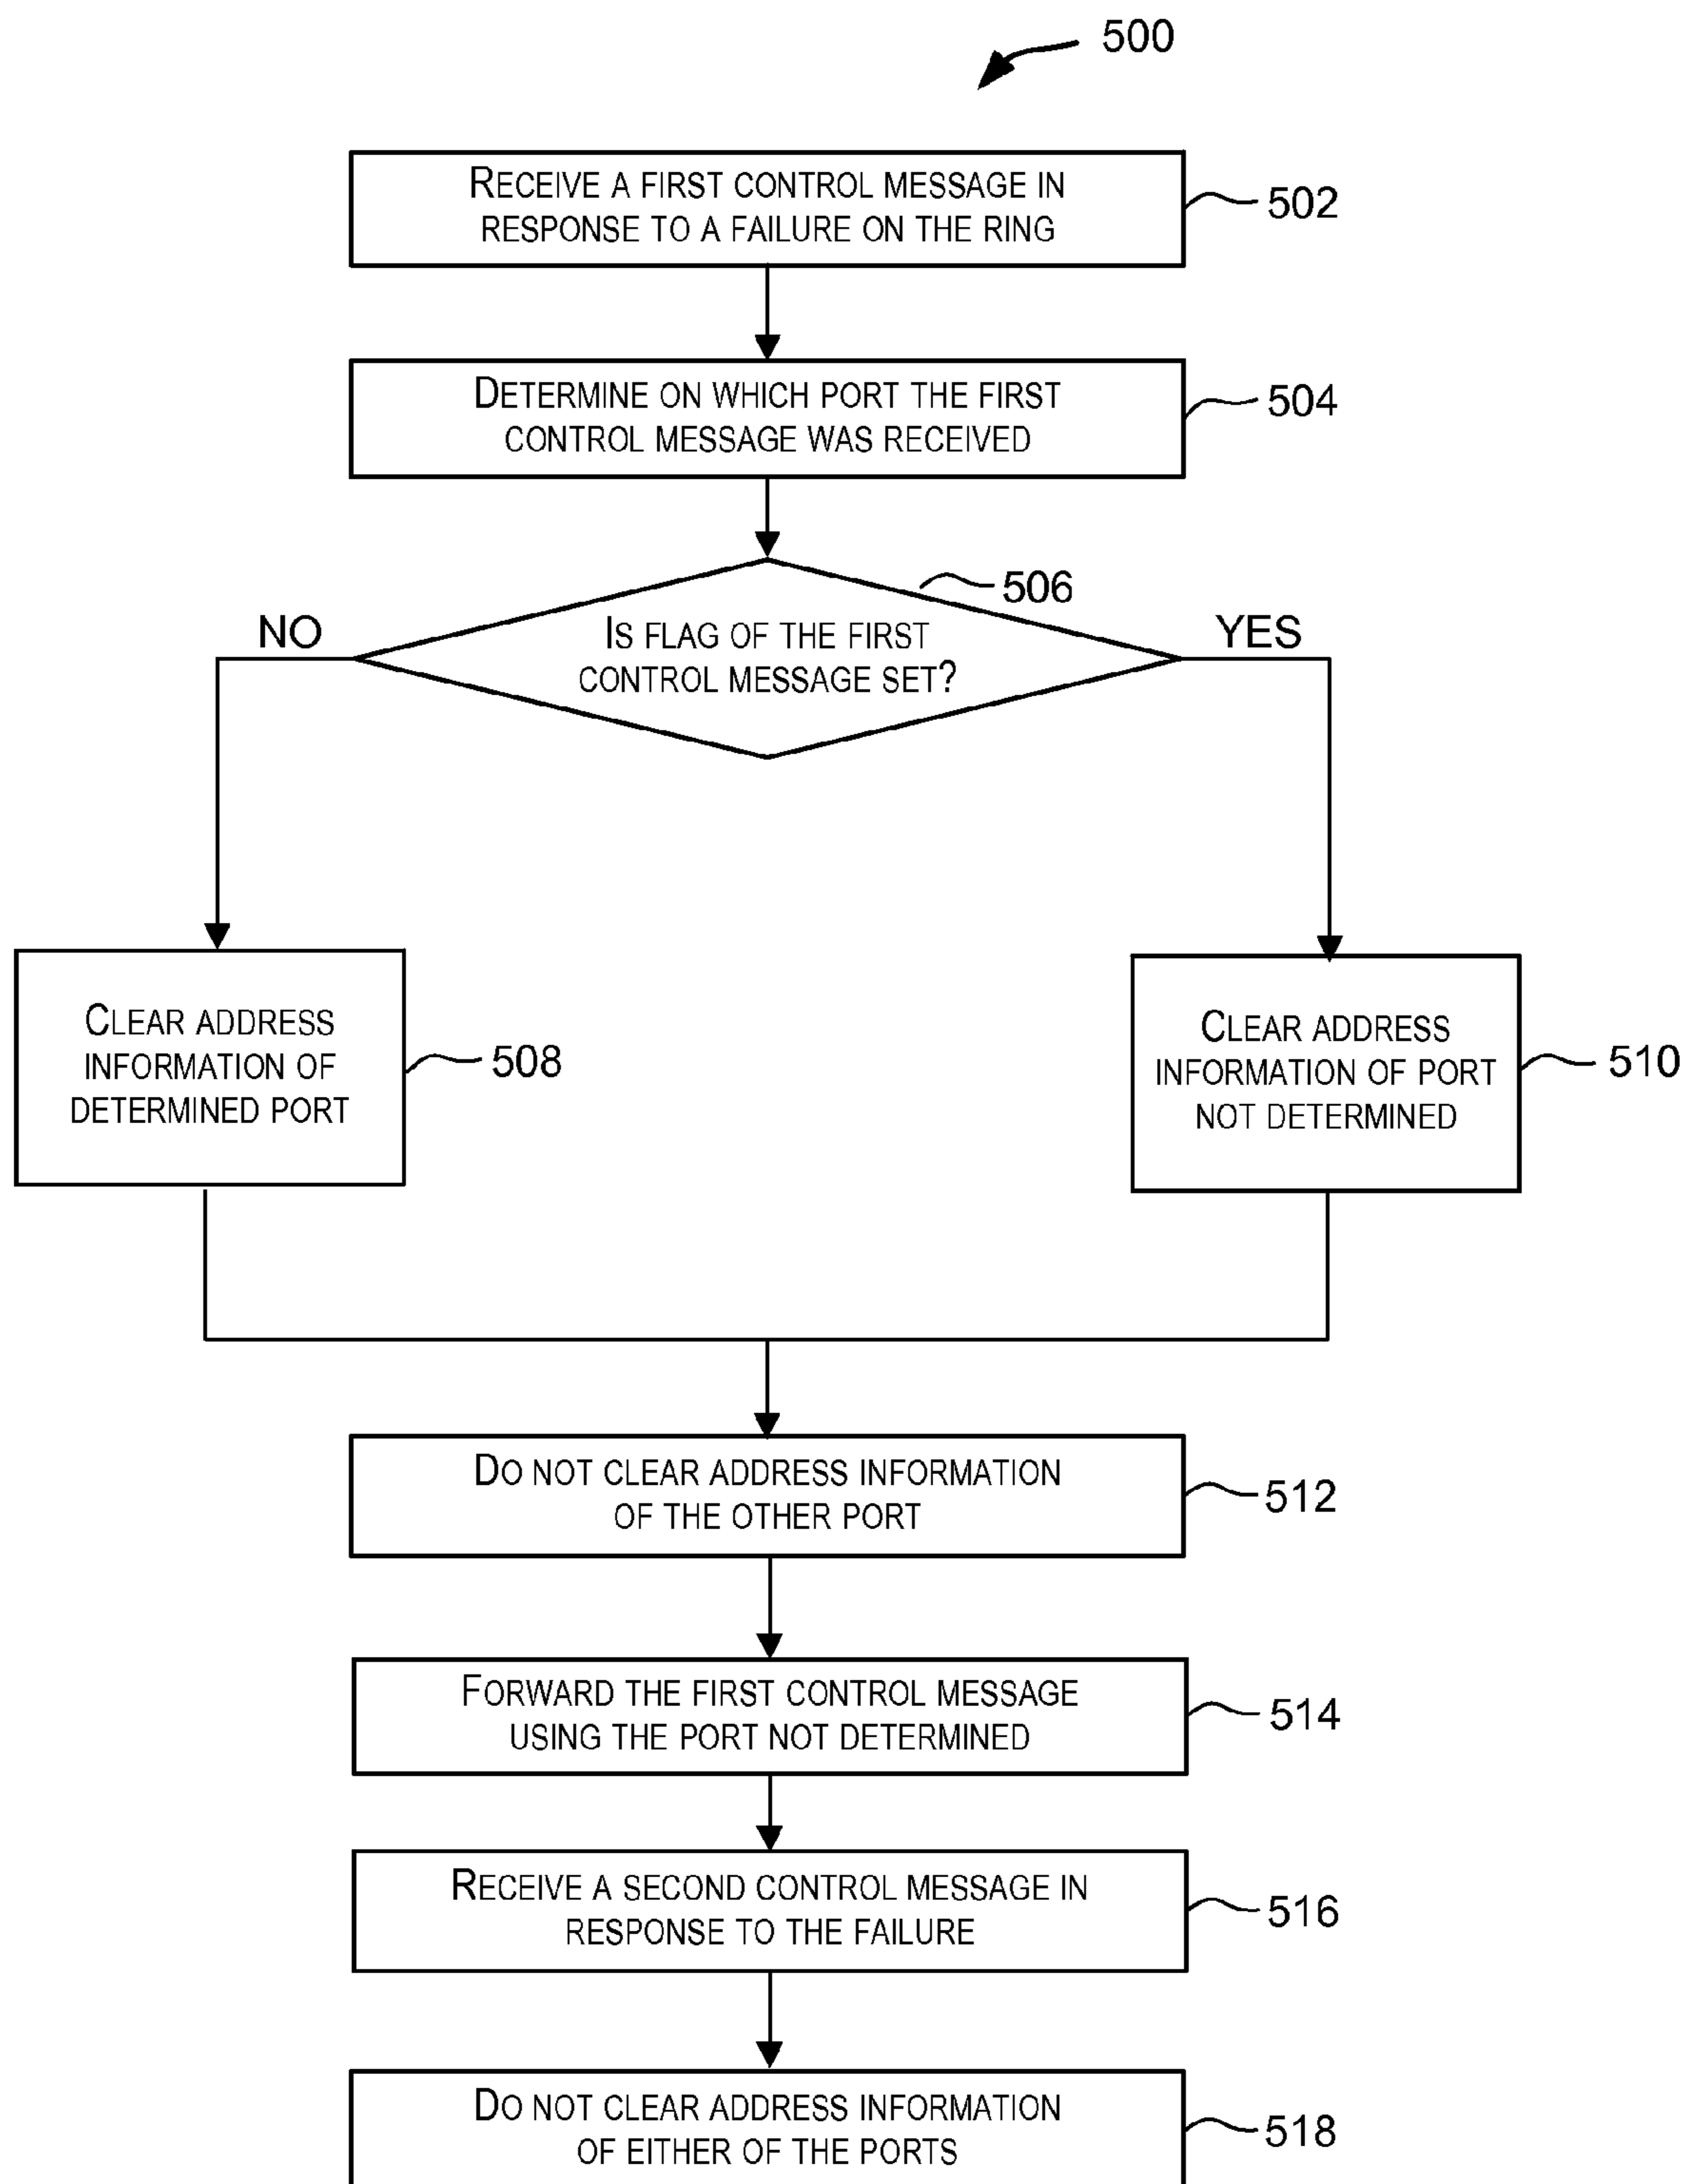 500
RECEIVE A FIRST CONTROL MESSAGE IN
RESPONSE TO A FAILURE ON THE RING
502
DETERMINE ON WHICH PORT THE FIRST
CONTROL MESSAGE WAS RECEIVED
504
506
NO
IS FLAG OF THE FIRST
CONTROL MESSAGE SET?
YES
CLEAR ADDRESS
INFORMATION OF
DETERMINED PORT
508
CLEAR ADDRESS
INFORMATION OF PORT
NOT DETERMINED
510
DO NOT CLEAR ADDRESS INFORMATION
OF THE OTHER PORT
512
FORWARD THE FIRST CONTROL MESSAGE
USING THE PORT NOT DETERMINED
514
RECEIVE A SECOND CONTROL MESSAGE IN
RESPONSE TO THE FAILURE
516
DO NOT CLEAR ADDRESS INFORMATION
OF EITHER OF THE PORTS
518